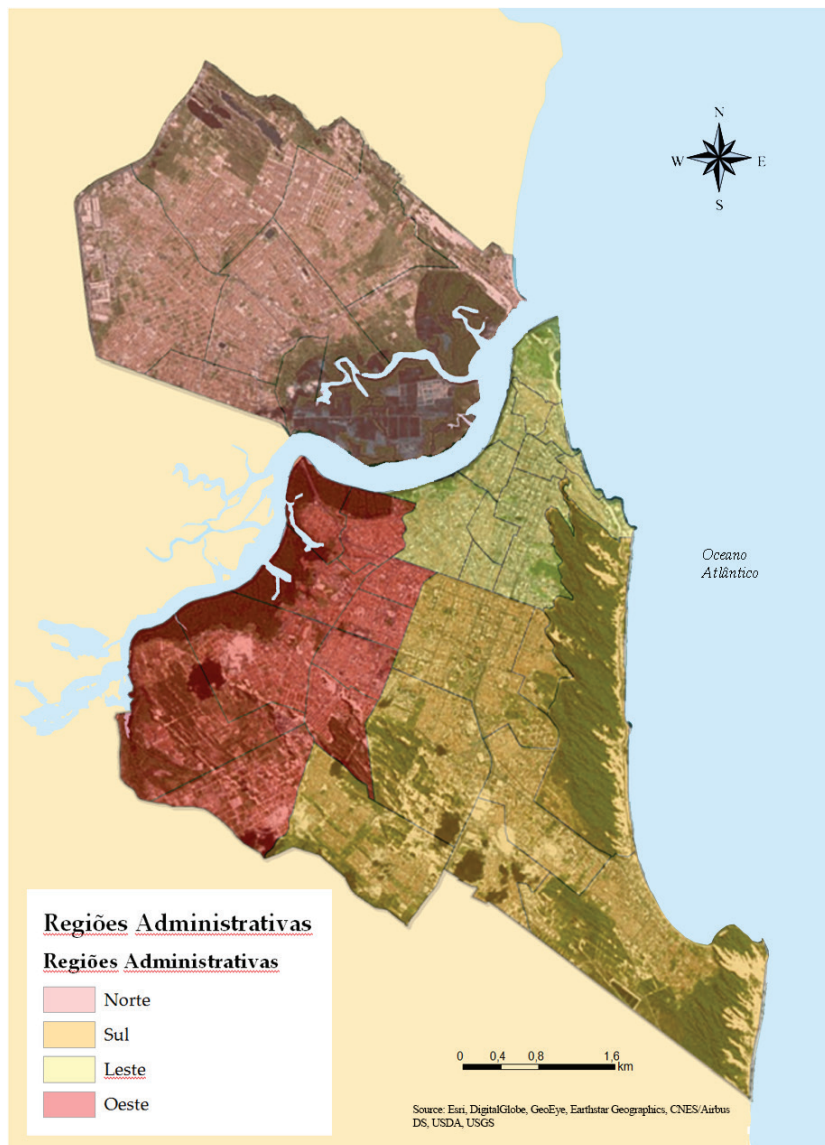 N
W
E
S
Oceano
Atlântico
Regiões Administrativas
Regiões Administrativas
Norte
Sul
Leste
Oeste
0 0,4 0,8 1,6
km
Source: Esri, DigitalGlobe, GeoEye, Earthstar Geographics, CNES/Airbus
DS, USDA, USGS